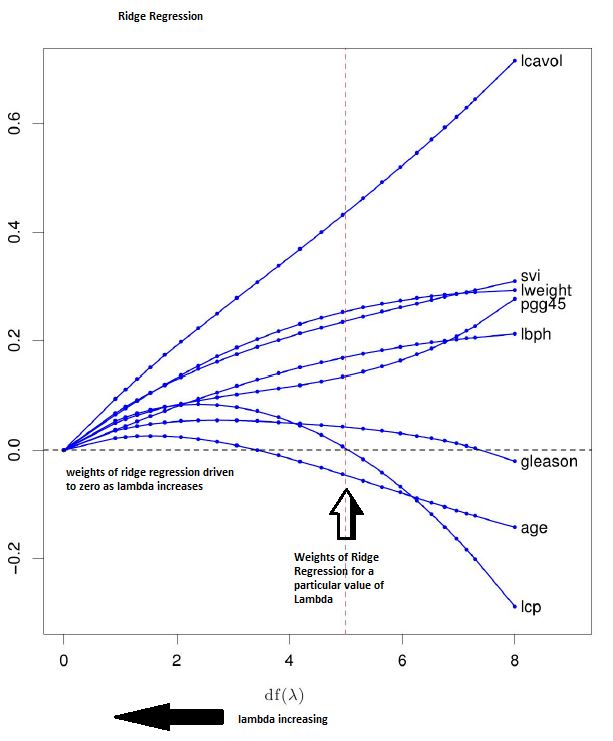 Ridge Regression
lcavol
0.6
0.4
svi
lweight
pgg45
0.2
lbph
0.0
gleason
weights of ridge regression driven
to zero as lambda increases
age
−0.2
Weights of Ridge
Regression for a
particular value of
Lambda
lcp
0 2 4 6 8
df(λ)
lambda increasing